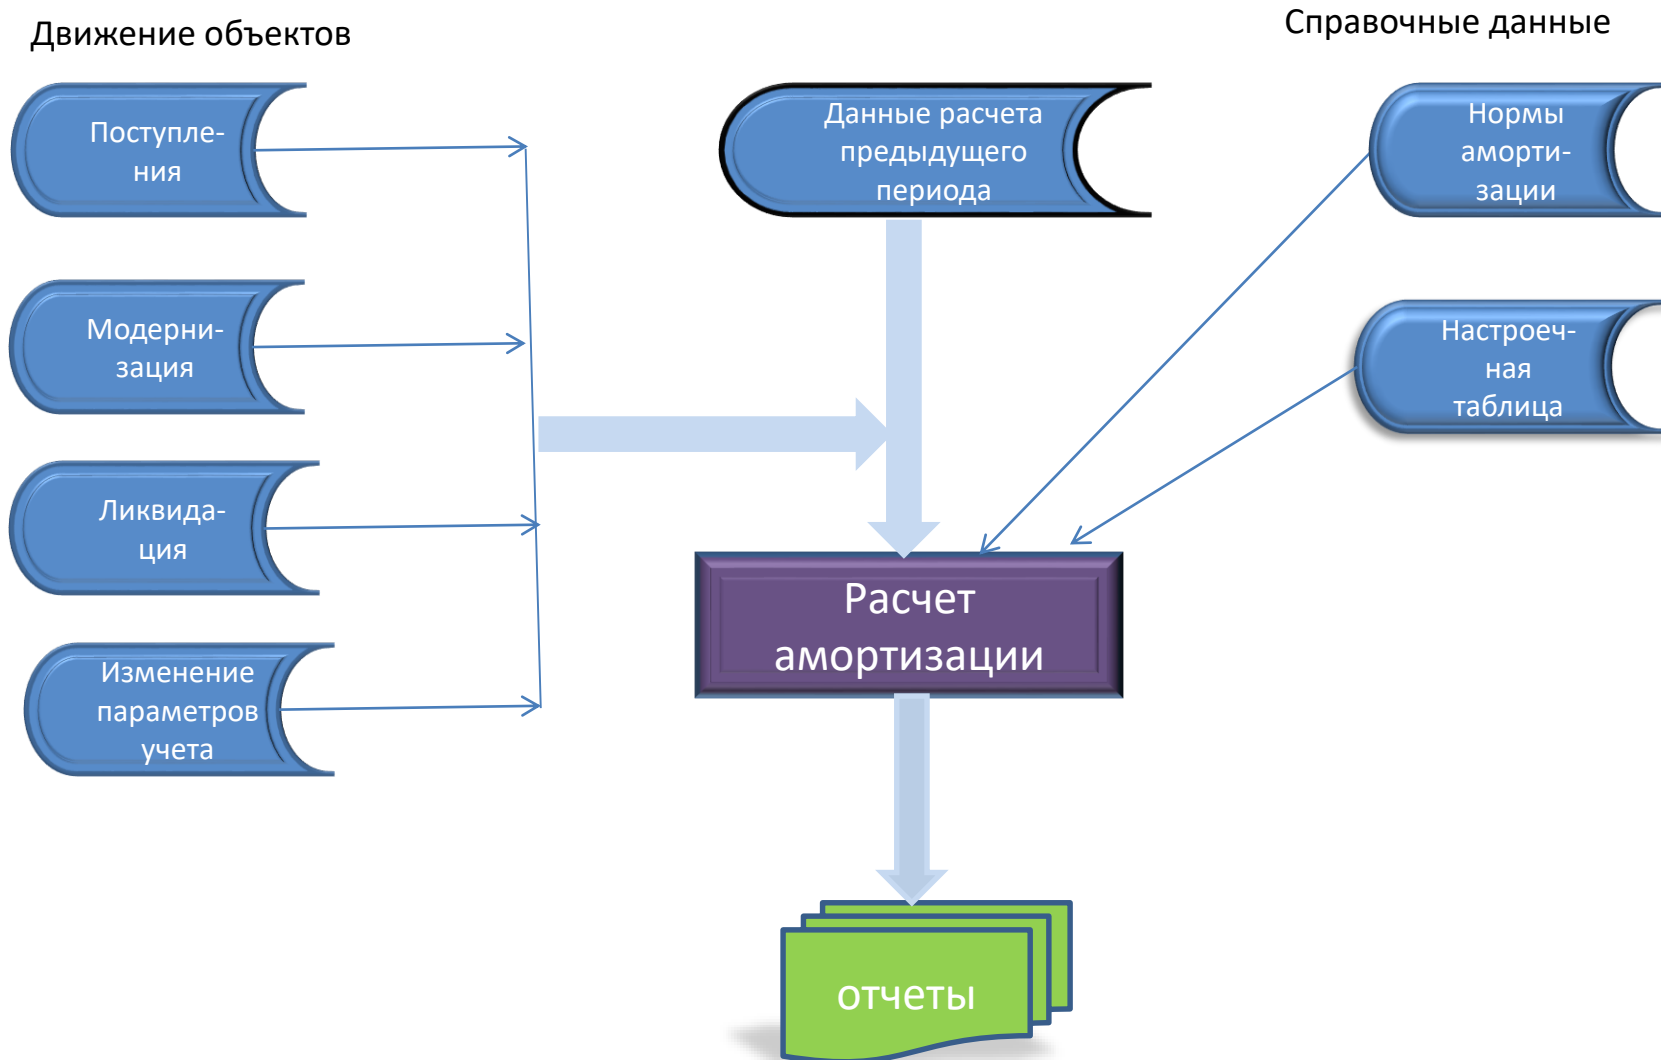 Движение объектов
Справочные данные
Поступле-
ния
Данные расчета
предыдущего
периода
Нормы
аморти-
зации
Модерни-
зация
Настроеч-
ная
таблица
Ликвида-
ция
Расчет
амортизации
Изменение
параметров
учета
отчеты